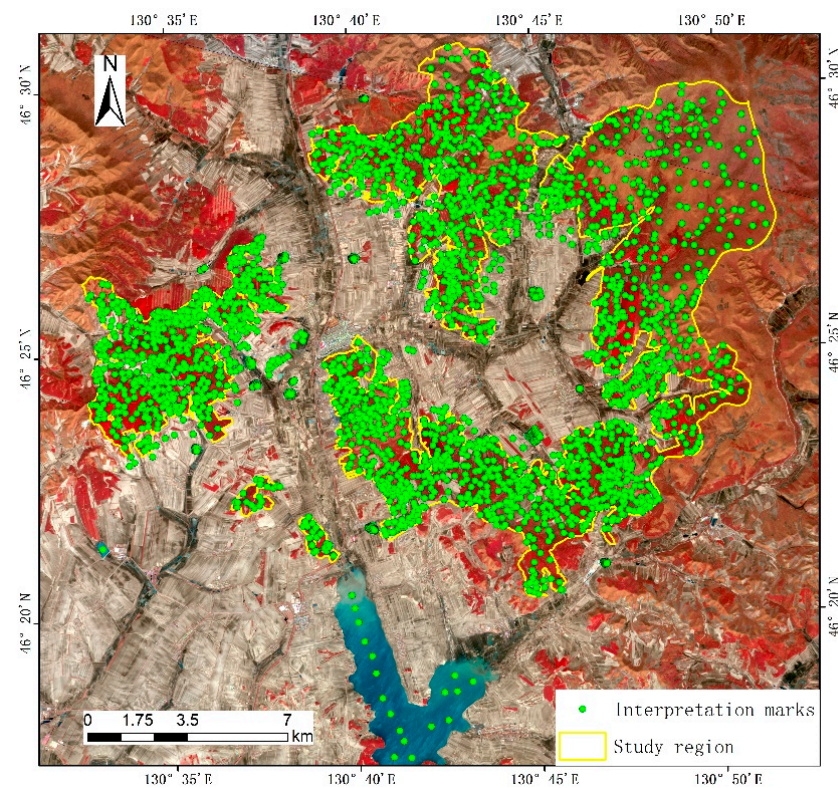 130° 35′ E 130° 40′ E 130° 45′ E 130° 50′ E
N
46° 30′ N 46° 30′ N
46° 25′ N 46° 25′ N
46° 20′ N 46° 20′ N
0 1.75 3.5 7
km
Interpretation marks
Study region
130° 35′ E 130° 40′ E 130° 45′ E 130° 50′ E